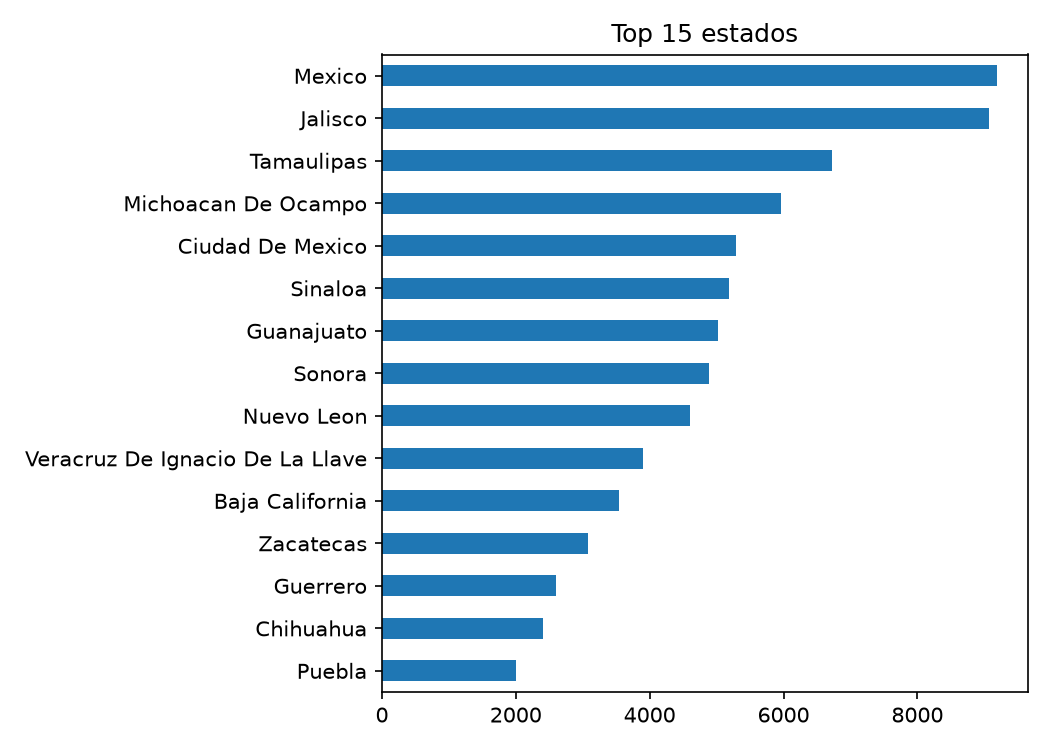 Top 15 estados
Mexico
Jalisco
Tamaulipas
Michoacan De Ocampo
Ciudad De Mexico
Sinaloa
Guanajuato
Sonora
Nuevo Leon
Veracruz De Ignacio De La Llave
Baja California
Zacatecas
Guerrero
Chihuahua
Puebla
0 2000 4000 6000 8000